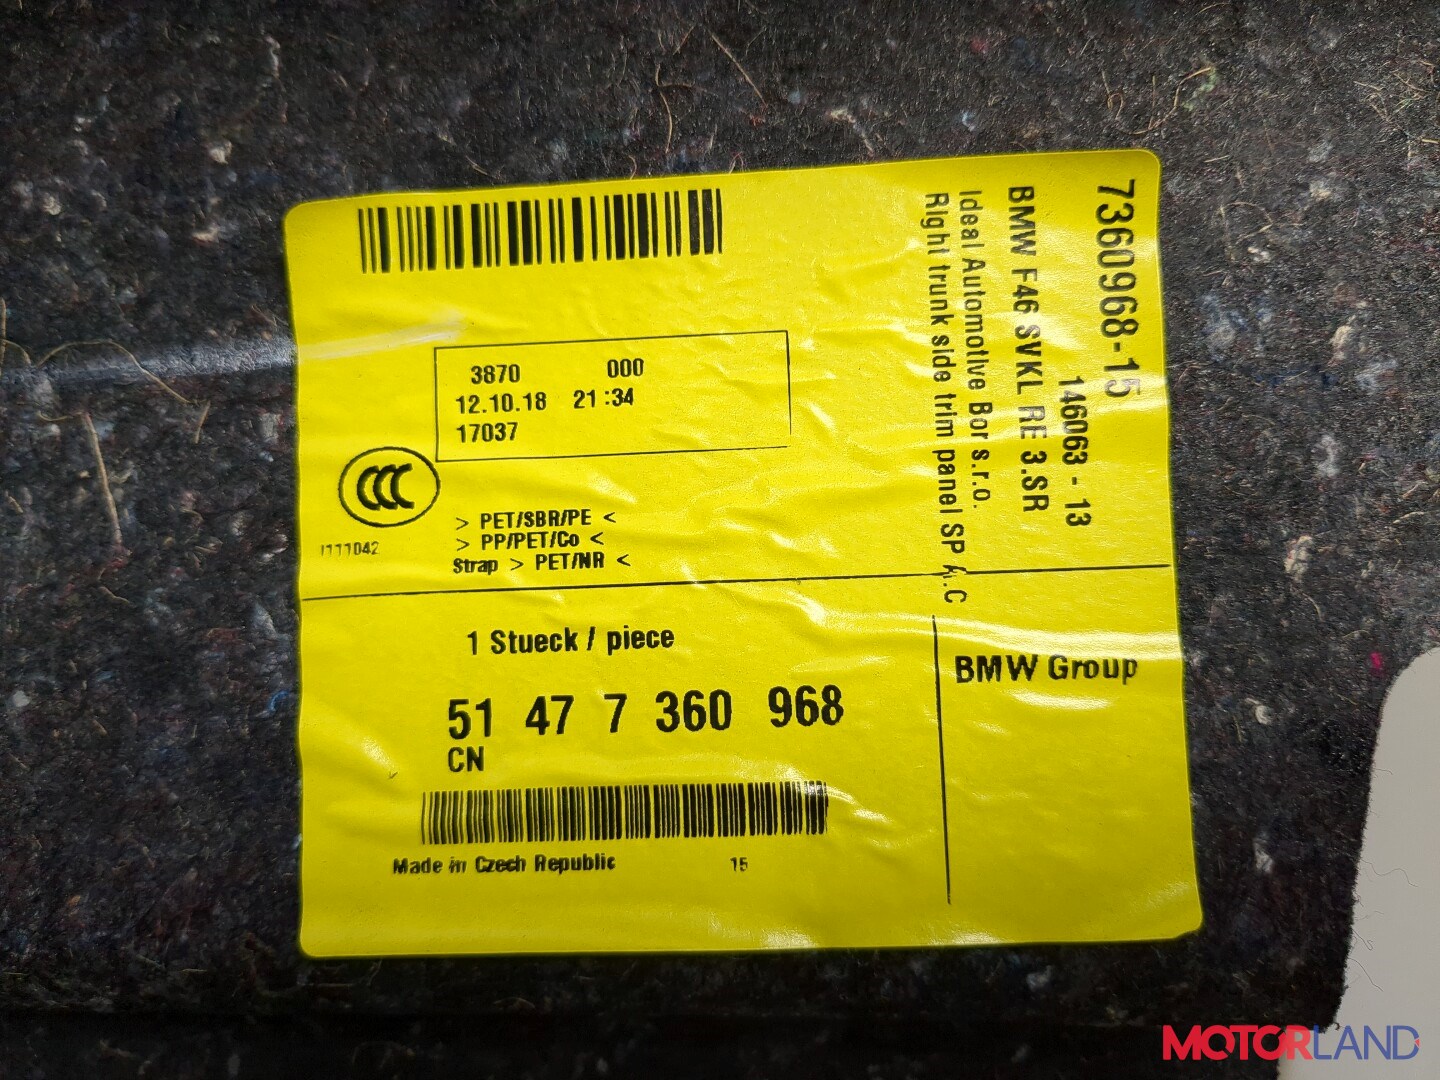 3870 000
12.10.18 21:34
17037
CCC
> PET/SBR/PE <
> PP/PET/Co <
Strap > PET/NR <
1 Stueck / piece
51 47 7 360 968
CN
Made in Czech Republic 15
7360968-15
146063 - 13
BMW F46 SVKL RE 3.SR
Ideal Automotive Bor s.r.o.
Right trunk side trim panel SP A.C
BMW Group
MOTORLAND